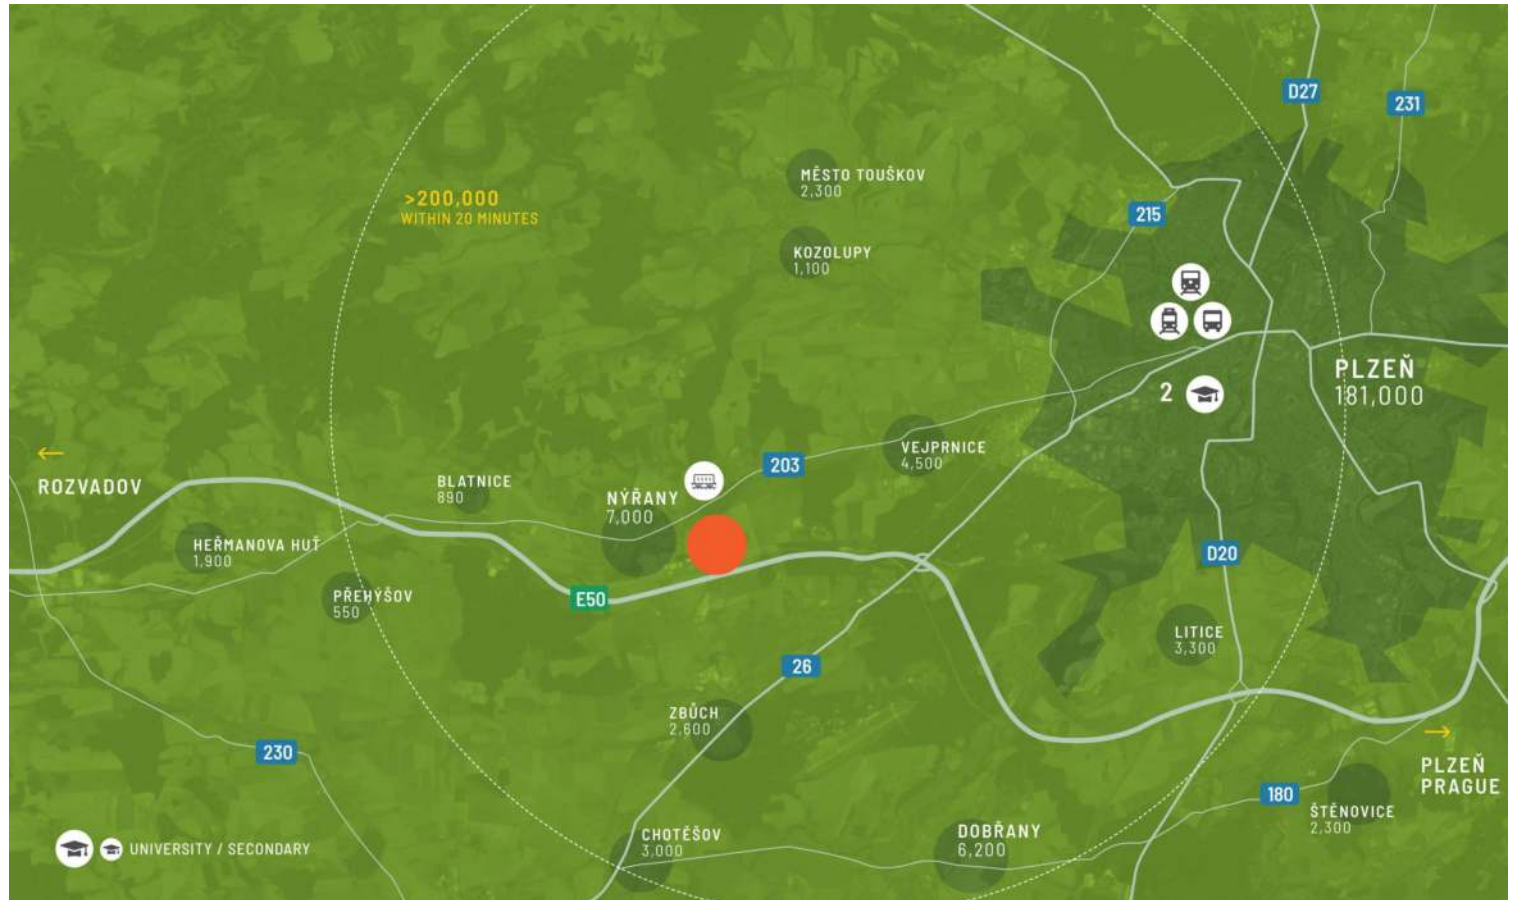 D27
231
MĚSTO TOUŠKOV
2,300
>200,000
WITHIN 20 MINUTES
215
KOZOLUPY
1,100
PLZEŇ
181,000
2
VEJPRNICE
4,500
203
BLATNICE
890
ROZVADOV
NÝŘANY
7,000
HEŘMANOVA HUŤ
1,900
D20
PŘEHÝŠOV
550
E50
LITICE
3,300
26
ZBŮCH
2,600
230
PLZEŇ
PRAGUE
180
ŠTĚNOVICE
2,300
CHOTĚŠOV
3,000
DOBŘANY
6,200
UNIVERSITY / SECONDARY